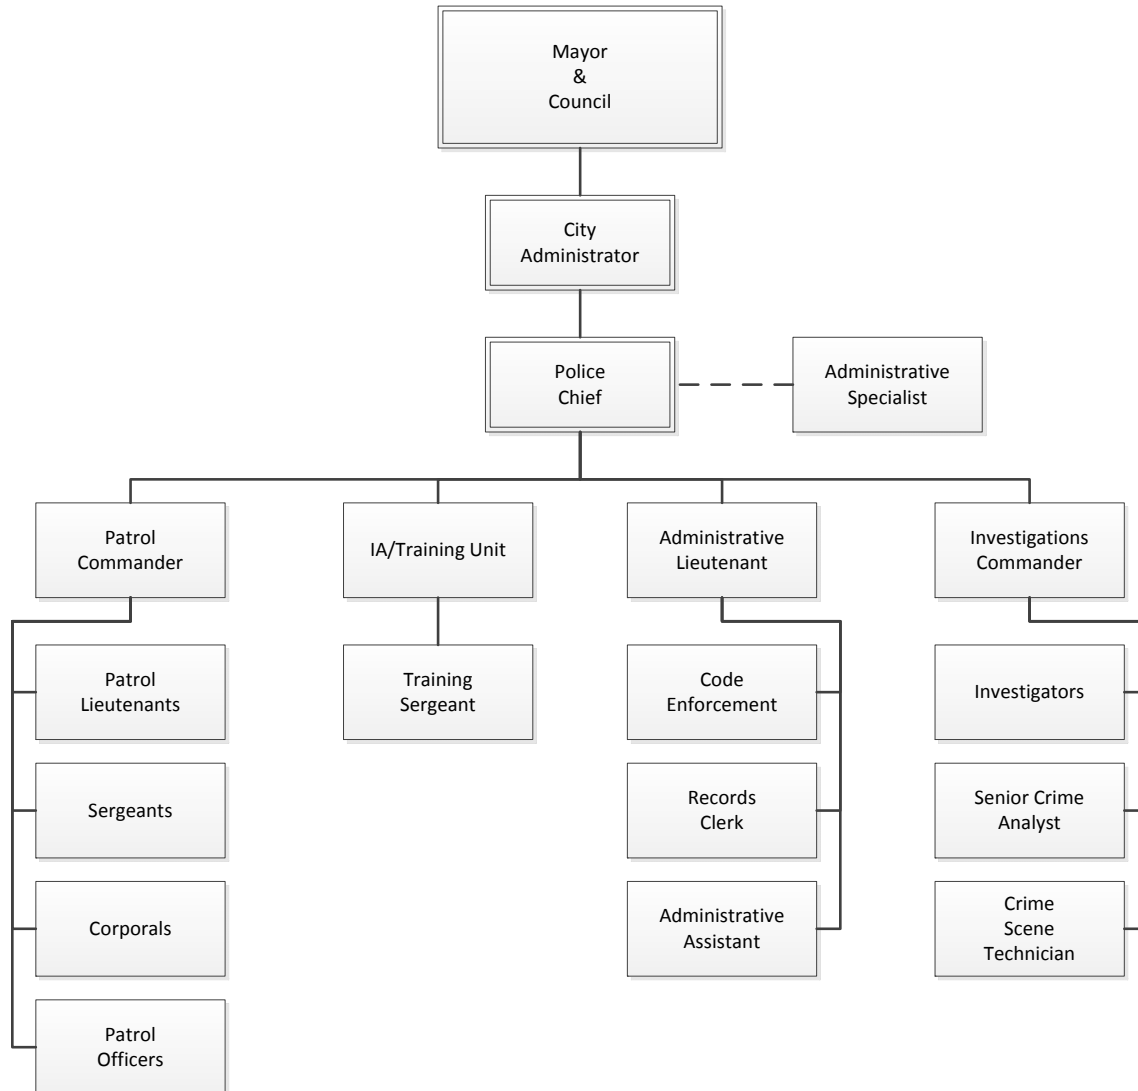 Mayor
&
Council
City
Administrator
Police
Chief
Administrative
Specialist
Patrol
Commander
IA/Training Unit
Administrative
Lieutenant
Investigations
Commander
Patrol
Lieutenants
Training
Sergeant
Code
Enforcement
Investigators
Sergeants
Records
Clerk
Senior Crime
Analyst
Corporals
Administrative
Assistant
Crime
Scene
Technician
Patrol
Officers